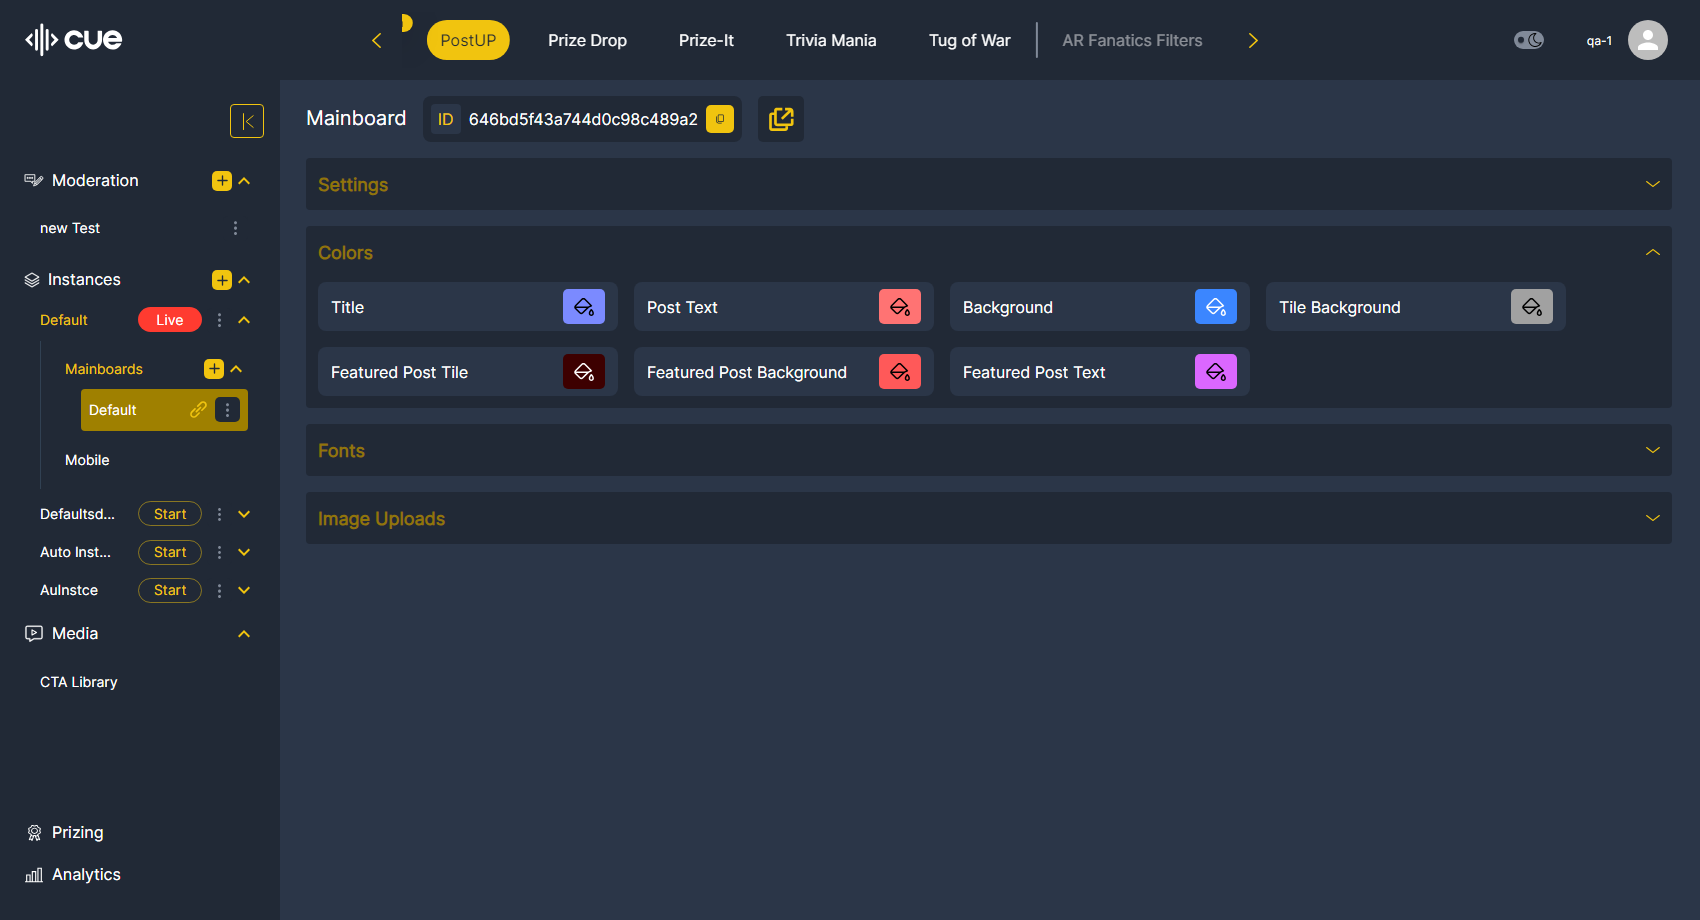 cue
PostUP
Prize Drop
Prize-It
Trivia Mania
Tug of War
AR Fanatics Filters
qa-1
Moderation
new Test
Instances
Default
Live
Mainboards
Default
Mobile
Defaultsd...
Start
Auto Inst...
Start
AuInstce
Start
Media
CTA Library
Prizing
Analytics
Mainboard
ID
646bd5f43a744d0c98c489a2
Settings
Colors
Title
Post Text
Background
Tile Background
Featured Post Tile
Featured Post Background
Featured Post Text
Fonts
Image Uploads